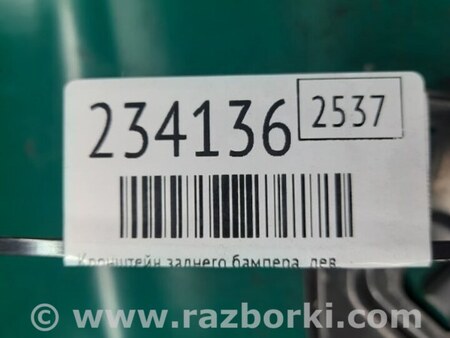 234136 2537
Кронштейн заднего бампера, лев.
© www.razborki.com